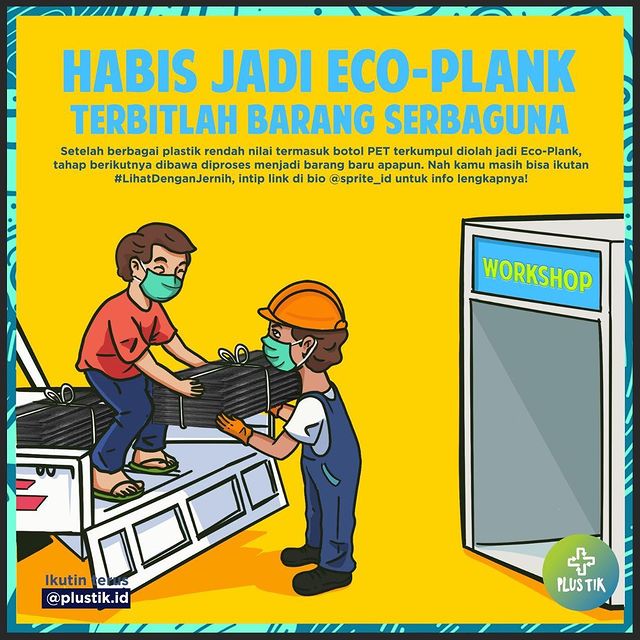 HABIS JADI ECO-PLANK
TERBITLAH BARANG SERBAGUNA
Setelah berbagai plastik rendah nilai termasuk botol PET terkumpul diolah jadi Eco-Plank,
tahap berikutnya dibawa diproses menjadi barang baru apapun. Nah kamu masih bisa ikutan
#LihatDenganJernih, intip link di bio @sprite_id untuk info lengkapnya!
WORKSHOP
Ikutin terus
@plustik.id
PLUSTIK